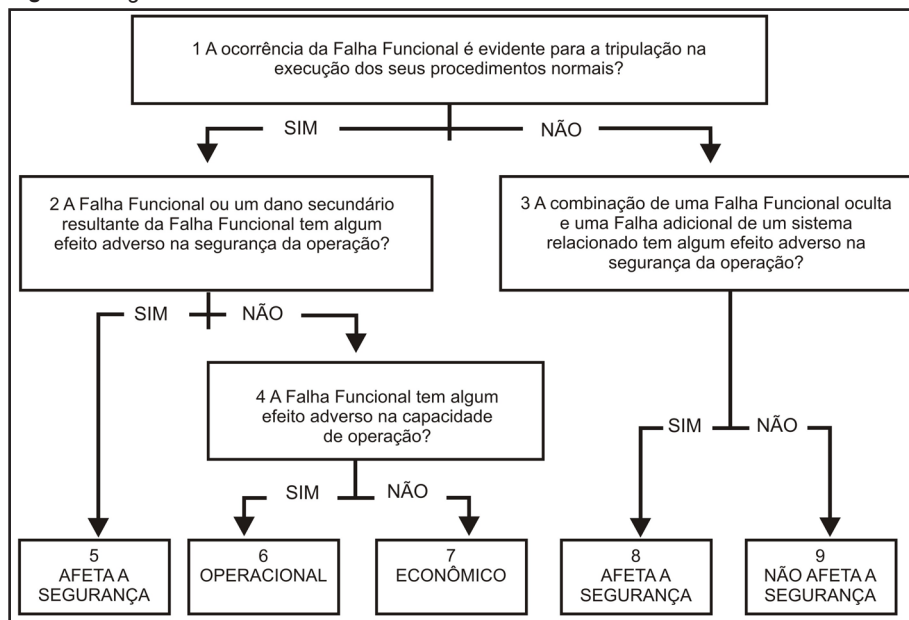 1 A ocorrência da Falha Funcional é evidente para a tripulação na
execução dos seus procedimentos normais?
SIM
NÃO
2 A Falha Funcional ou um dano secundário
resultante da Falha Funcional tem algum
efeito adverso na segurança da operação?
3 A combinação de uma Falha Funcional oculta
e uma Falha adicional de um sistema
relacionado tem algum efeito adverso na
segurança da operação?
SIM
NÃO
4 A Falha Funcional tem algum
efeito adverso na capacidade
de operação?
SIM
NÃO
SIM
NÃO
5
AFETA A
SEGURANÇA
6
OPERACIONAL
7
ECONÔMICO
8
AFETA A
SEGURANÇA
9
NÃO AFETA A
SEGURANÇA